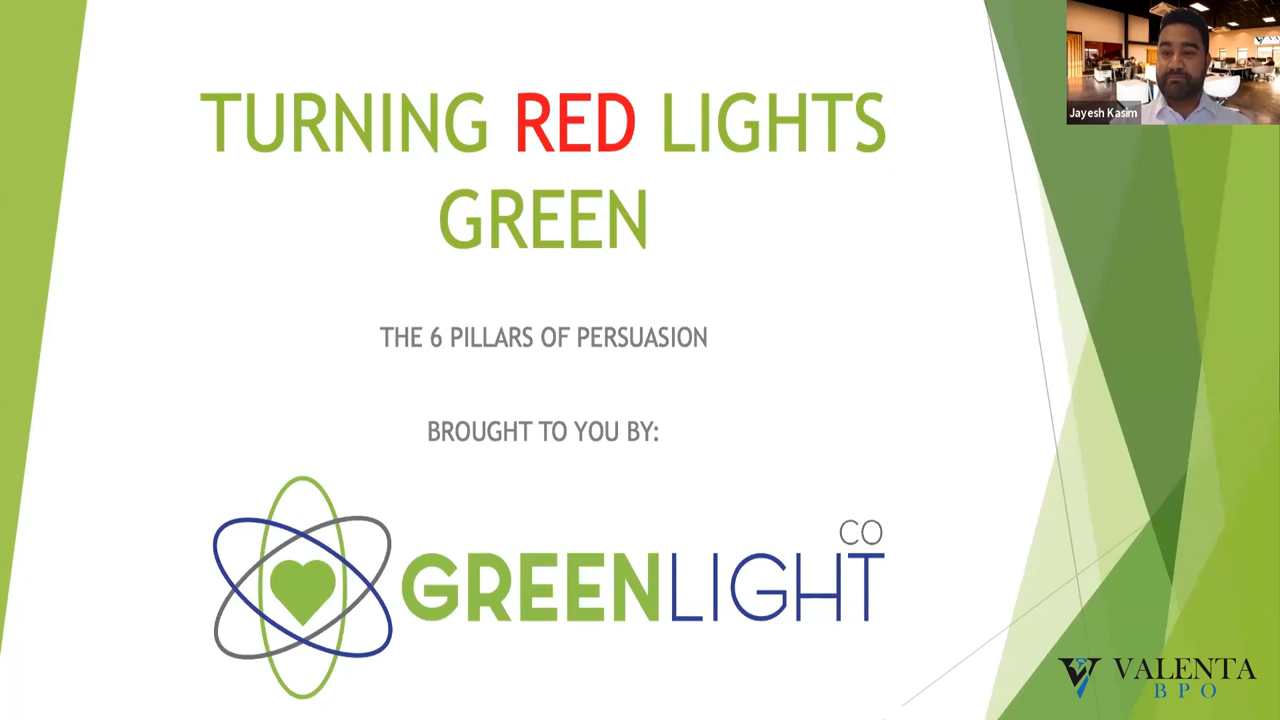 TURNING RED LIGHTS
GREEN
THE 6 PILLARS OF PERSUASION
BROUGHT TO YOU BY:
GREENLIGHT
CO
Jayesh Kasim
VALENTA
BPO